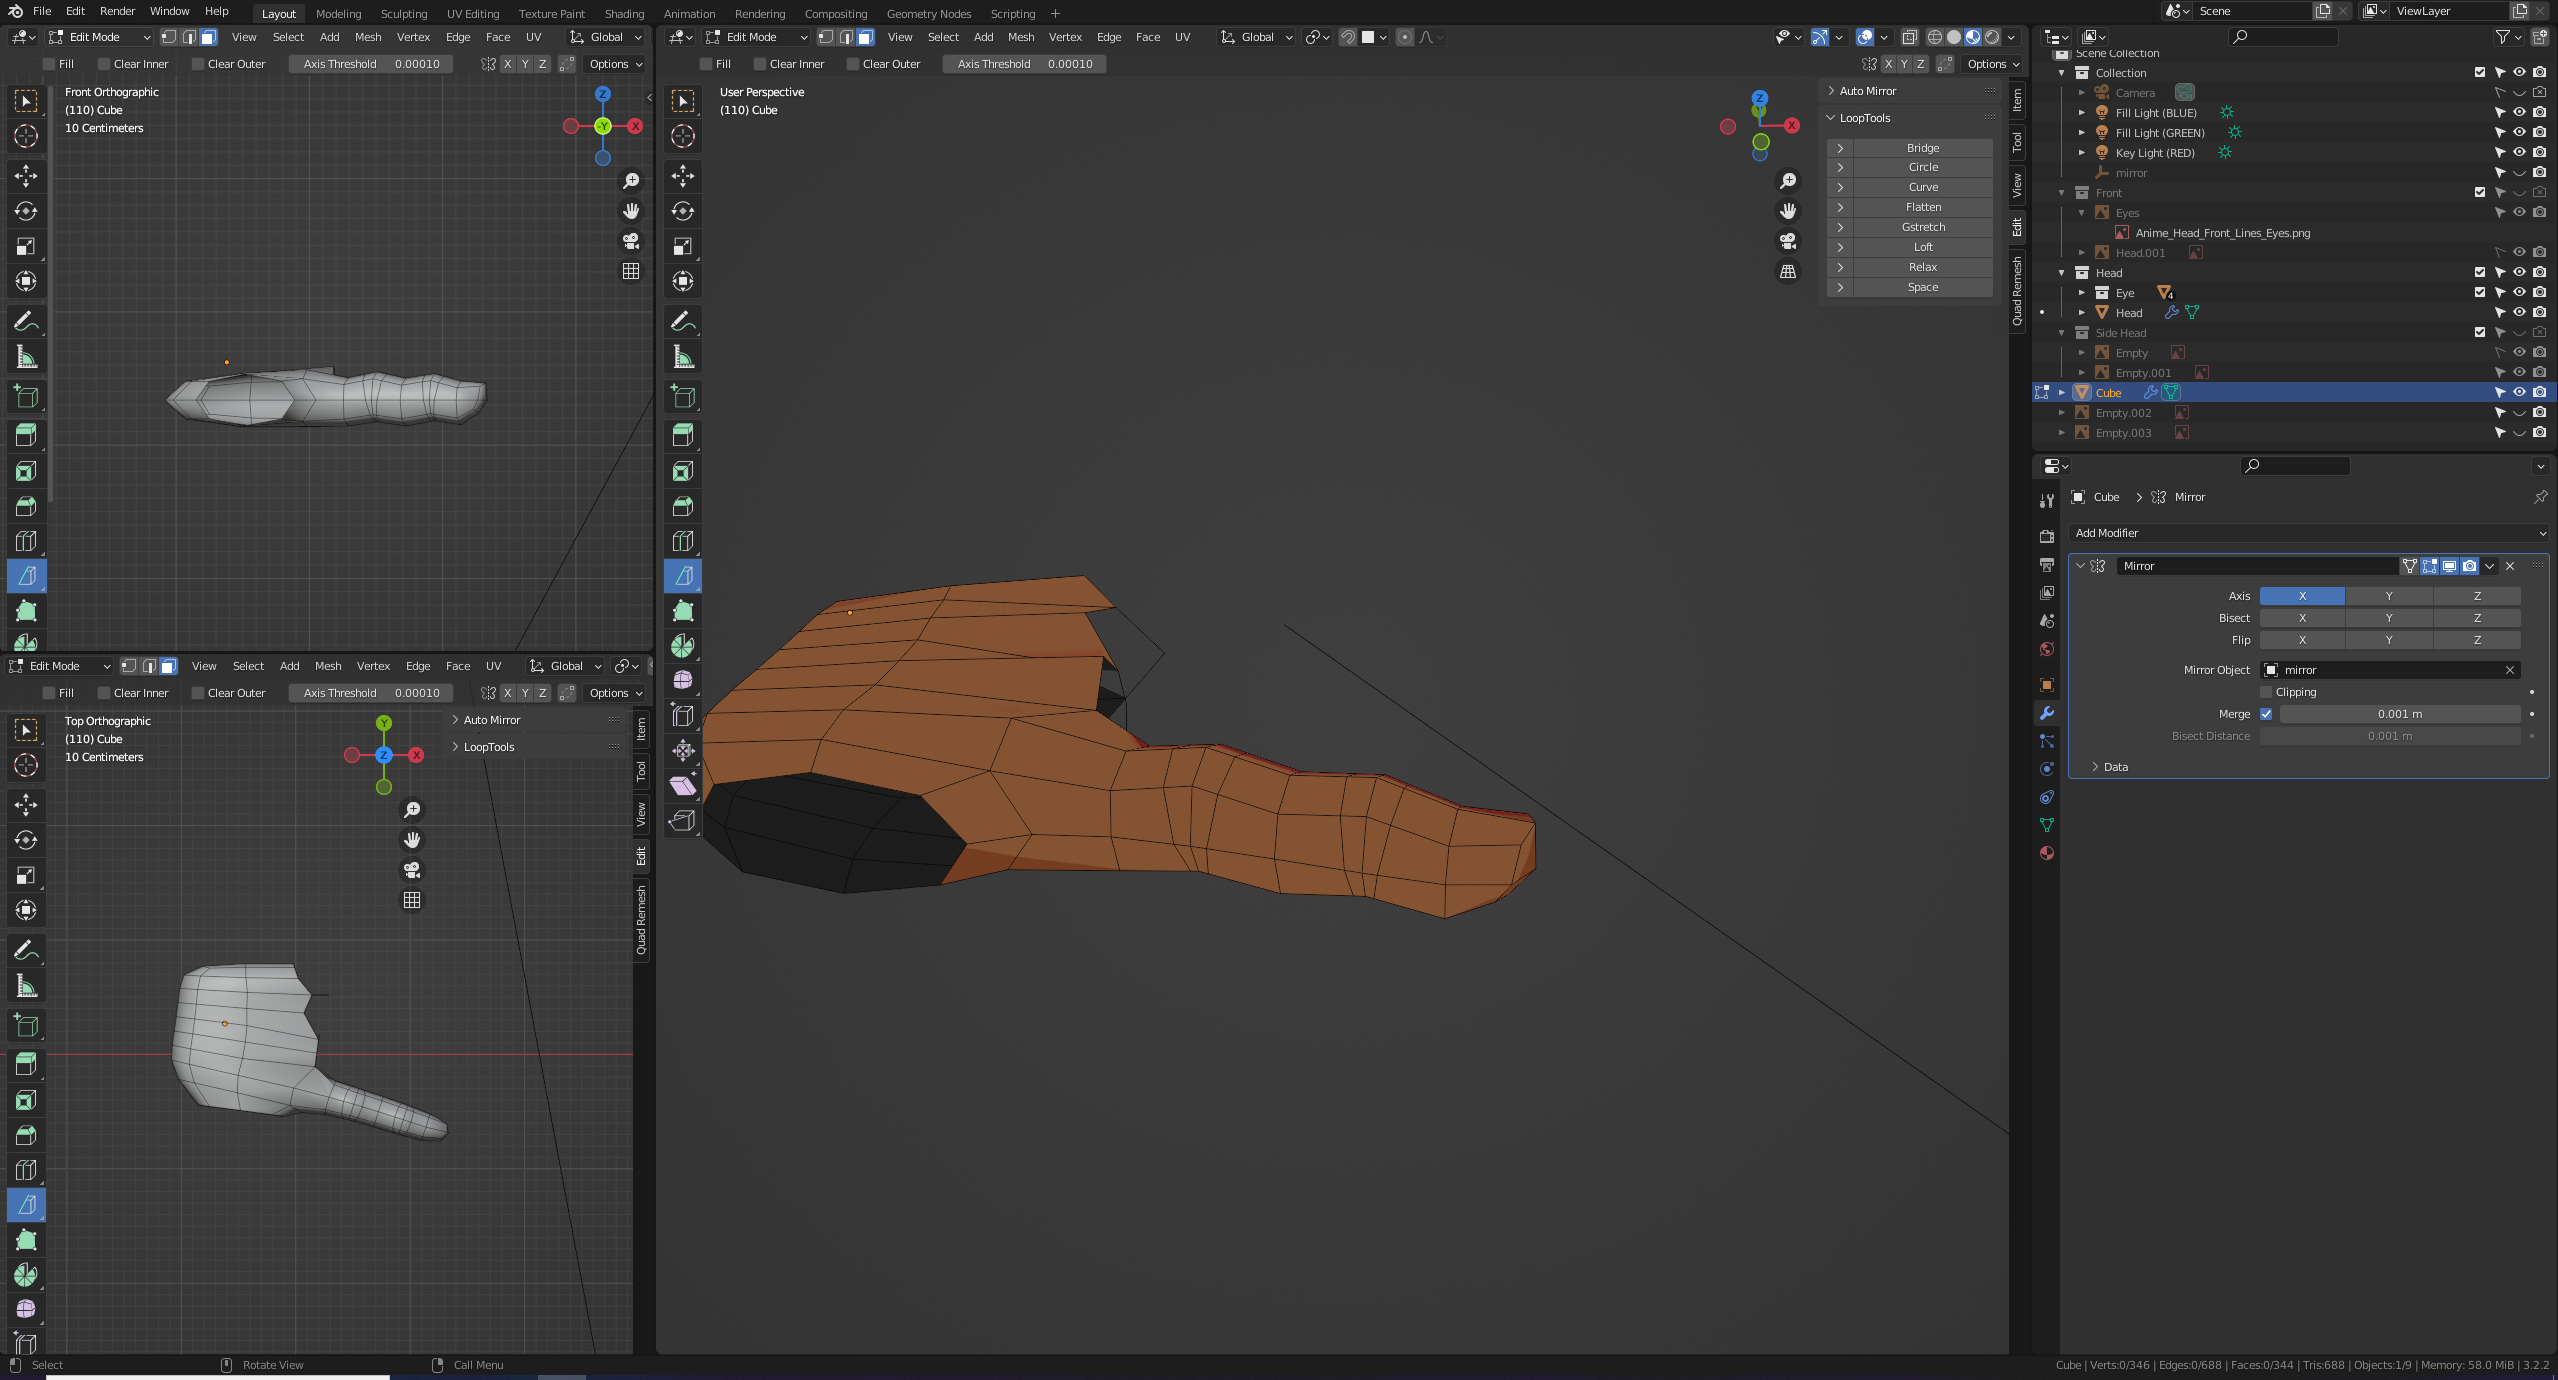 File Edit Render Window Help Layout Modeling Sculpting UV Editing Texture Paint Shading Animation Rendering Compositing Geometry Nodes Scripting + Scene ViewLayer
Edit Mode View Select Add Mesh Vertex Edge Face UV Global
Fill Clear Inner Clear Outer Axis Threshold 0.00010 X Y Z Options
Front Orthographic
(110) Cube
10 Centimeters
Z
-Y
X
Edit Mode View Select Add Mesh Vertex Edge Face UV Global
Fill Clear Inner Clear Outer Axis Threshold 0.00010 X Y Z Options
User Perspective
(110) Cube
Z
X
Auto Mirror
LoopTools
Bridge
Circle
Curve
Flatten
Gstretch
Loft
Relax
Space
Item
Tool
View
Edit
Quad Remesh
Edit Mode View Select Add Mesh Vertex Edge Face UV Global
Fill Clear Inner Clear Outer Axis Threshold 0.00010 X Y Z Options
Top Orthographic
(110) Cube
10 Centimeters
Y
Z
X
Auto Mirror
LoopTools
Item
Tool
View
Edit
Quad Remesh
Scene Collection
Collection
Camera
Fill Light (BLUE)
Fill Light (GREEN)
Key Light (RED)
mirror
Front
Eyes
Anime_Head_Front_Lines_Eyes.png
Head.001
Head
Eye 4
Head
Side Head
Empty
Empty.001
Cube
Empty.002
Empty.003
Cube > Mirror
Add Modifier
Mirror
Axis X Y Z
Bisect X Y Z
Flip X Y Z
Mirror Object mirror
Clipping
Merge 0.001 m
Bisect Distance 0.001 m
Data
Select Rotate View Call Menu
Cube | Verts:0/346 | Edges:0/688 | Faces:0/344 | Tris:688 | Objects:1/9 | Memory: 58.0 MiB | 3.2.2